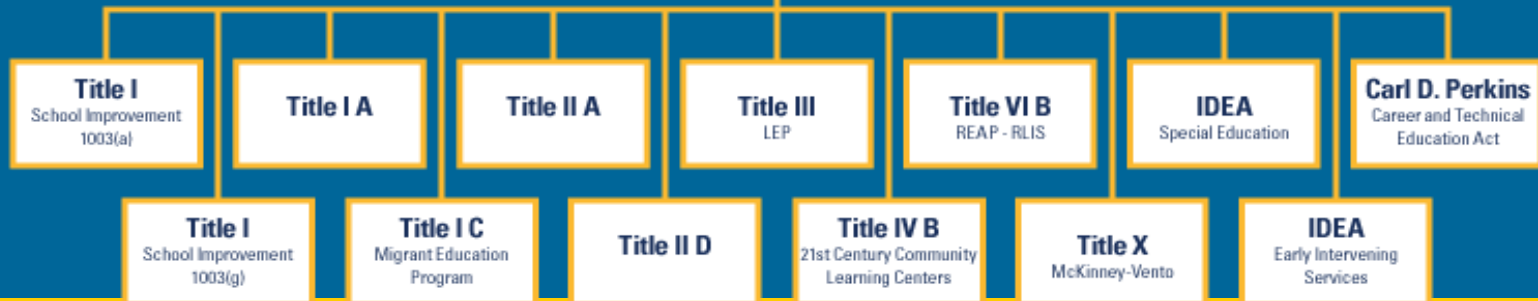 Title I
School Improvement
1003(a)
Title I A
Title II A
Title III
LEP
Title VI B
REAP - RLIS
IDEA
Special Education
Carl D. Perkins
Career and Technical
Education Act
Title I
School Improvement
1003(g)
Title I C
Migrant Education
Program
Title II D
Title IV B
21st Century Community
Learning Centers
Title X
McKinney-Vento
IDEA
Early Intervening
Services